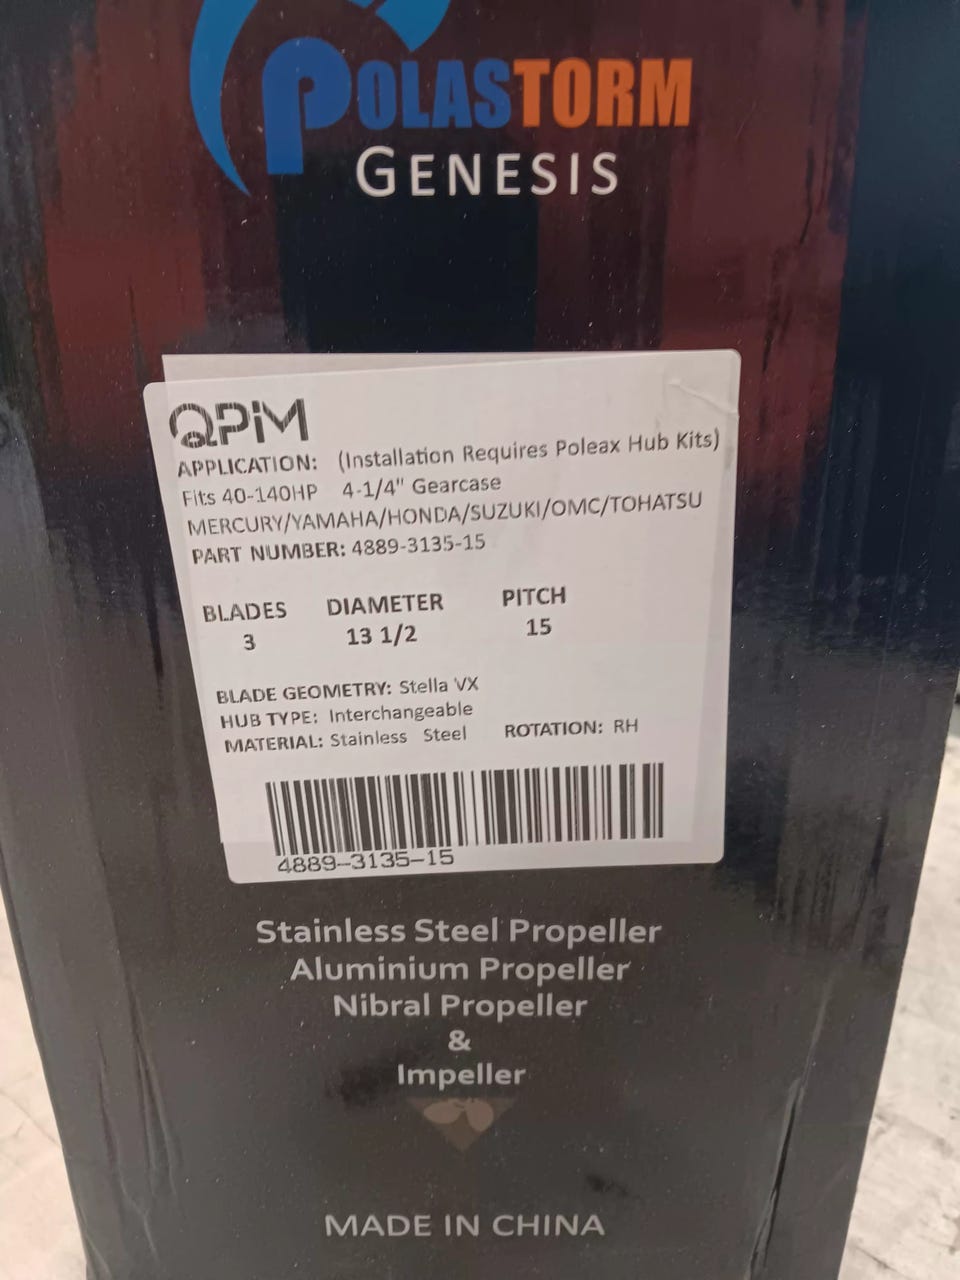 POLASTORM
GENESIS
QPM
APPLICATION: (Installation Requires Poleax Hub Kits)
Fits 40-140HP 4-1/4" Gearcase
MERCURY/YAMAHA/HONDA/SUZUKI/OMC/TOHATSU
PART NUMBER: 4889-3135-15
BLADES DIAMETER PITCH
3 13 1/2 15
BLADE GEOMETRY: Stella VX
HUB TYPE: Interchangeable
MATERIAL: Stainless Steel ROTATION: RH
4889-3135-15
Stainless Steel Propeller
Aluminium Propeller
Nibral Propeller
&
Impeller
MADE IN CHINA